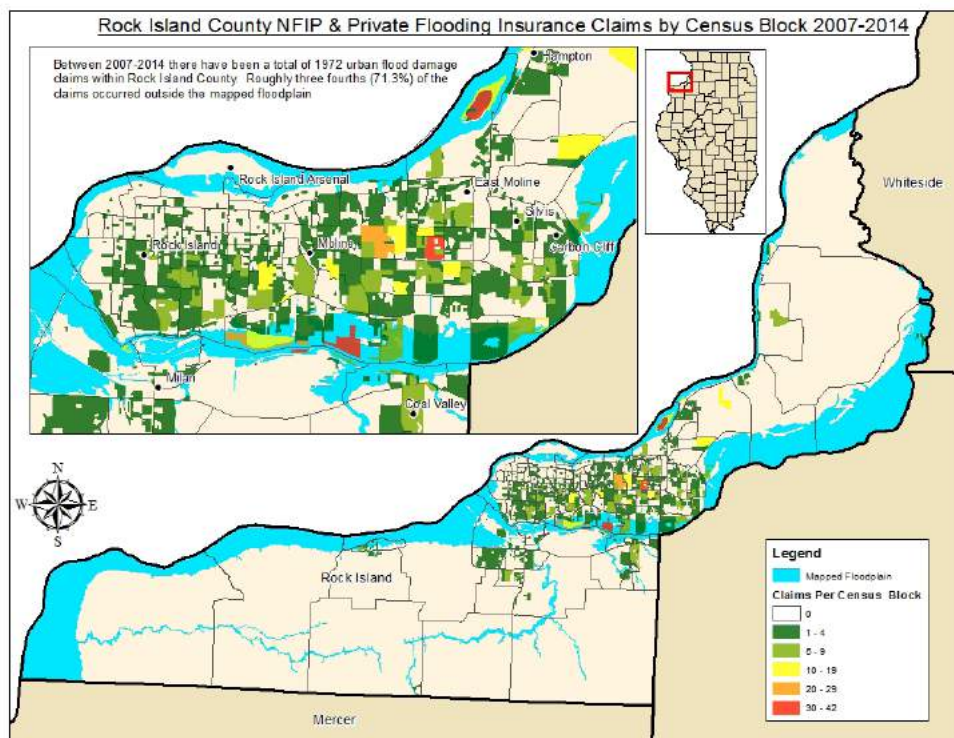 Rock Island County NFIP & Private Flooding Insurance Claims by Census Block 2007-2014
Between 2007-2014 there have been a total of 1972 urban flood damage
claims within Rock Island County. Roughly three fourths (71.3%) of the
claims occurred outside the mapped floodplain
Hampton
Rock Island Arsenal
East Moline
Silvis
Carbon Cliff
Rock Island
Moline
Milan
Coal Valley
Whiteside
N
W
E
S
Rock Island
Mercer
Legend
Mapped Floodplain
Claims Per Census Block
0
1 - 4
5 - 9
10 - 19
20 - 29
30 - 42